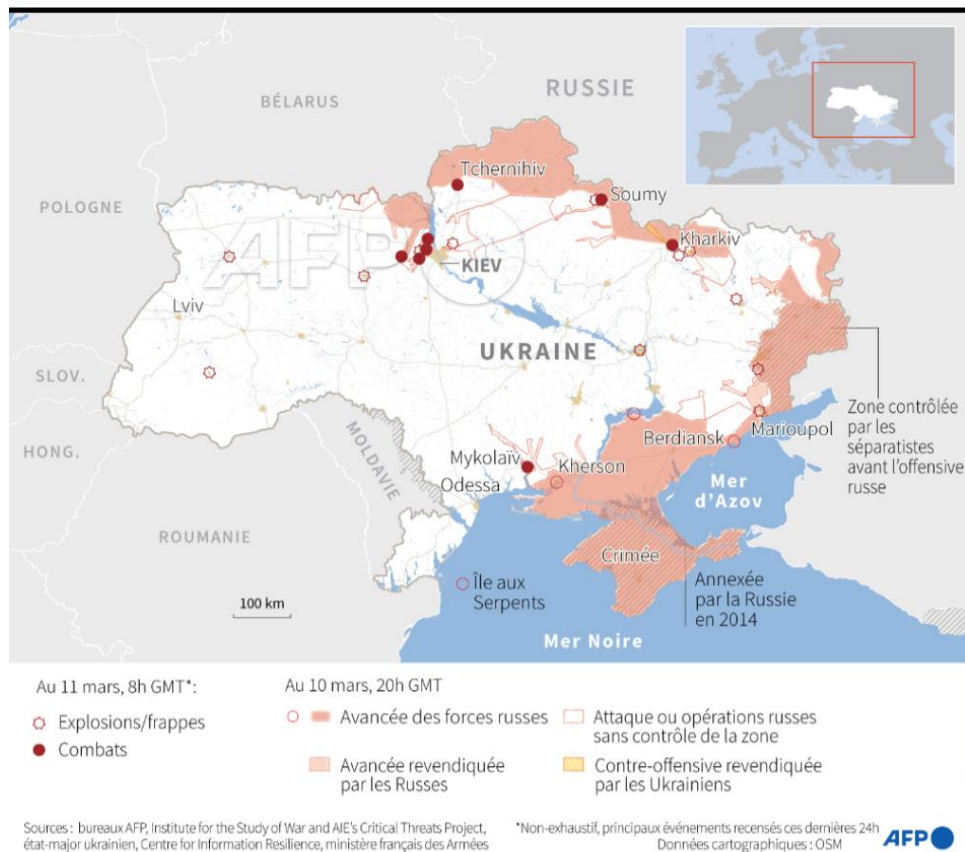 RUSSIE
BÉLARUS
Tchernihiv
POLOGNE
Soumy
AFP
Kharkiv
KIEV
Lviv
UKRAINE
SLOV.
Zone contrôlée
par les
séparatistes
avant l'offensive
russe
MOLDAVIE
Berdiansk
Marioupol
HONG.
Mykolaïv
Kherson
Mer
d'Azov
Odessa
ROUMANIE
Crimée
Île aux
Serpents
Annexée
par la Russie
en 2014
100 km
Mer Noire
Au 11 mars, 8h GMT*:
Explosions/frappes
Combats
Au 10 mars, 20h GMT
Avancée des forces russes
Avancée revendiquée
par les Russes
Attaque ou opérations russes
sans contrôle de la zone
Contre-offensive revendiquée
par les Ukrainiens
Sources : bureaux AFP, Institute for the Study of War and AIE's Critical Threats Project,
état-major ukrainien, Centre for Information Resilience, ministère français des Armées
*Non-exhaustif, principaux événements recensés ces dernières 24h
Données cartographiques : OSM
AFP